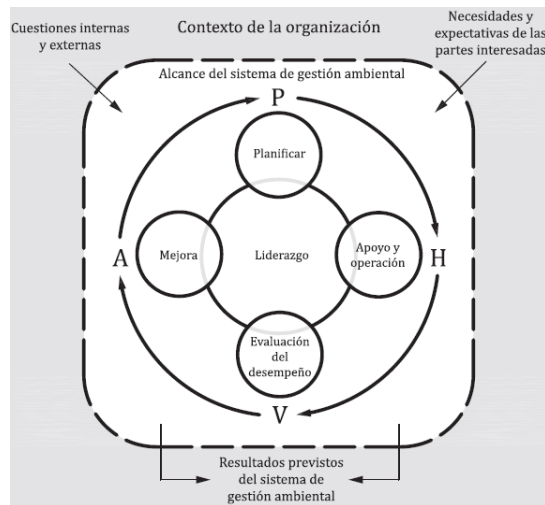 Contexto de la organización
Cuestiones internas
y externas
Necesidades y
expectativas de las
partes interesadas
Alcance del sistema de gestión ambiental
P
Planificar
A
Mejora
Liderazgo
Apoyo y
operación
H
Evaluación
del
desempeño
V
Resultados previstos
del sistema de
gestión ambiental